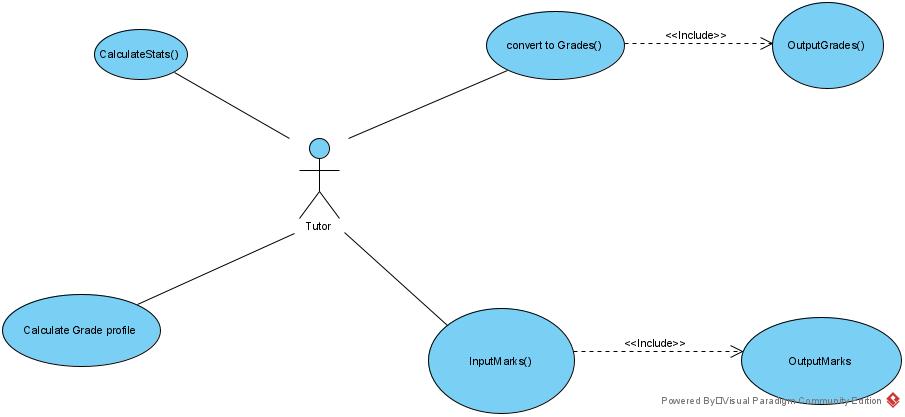 convert to Grades()
<<Include>>
OutputGrades()
CalculateStats()
Tutor
Calculate Grade profile
InputMarks()
<<Include>>
OutputMarks
Powered By□Visual Paradigm Community Edition